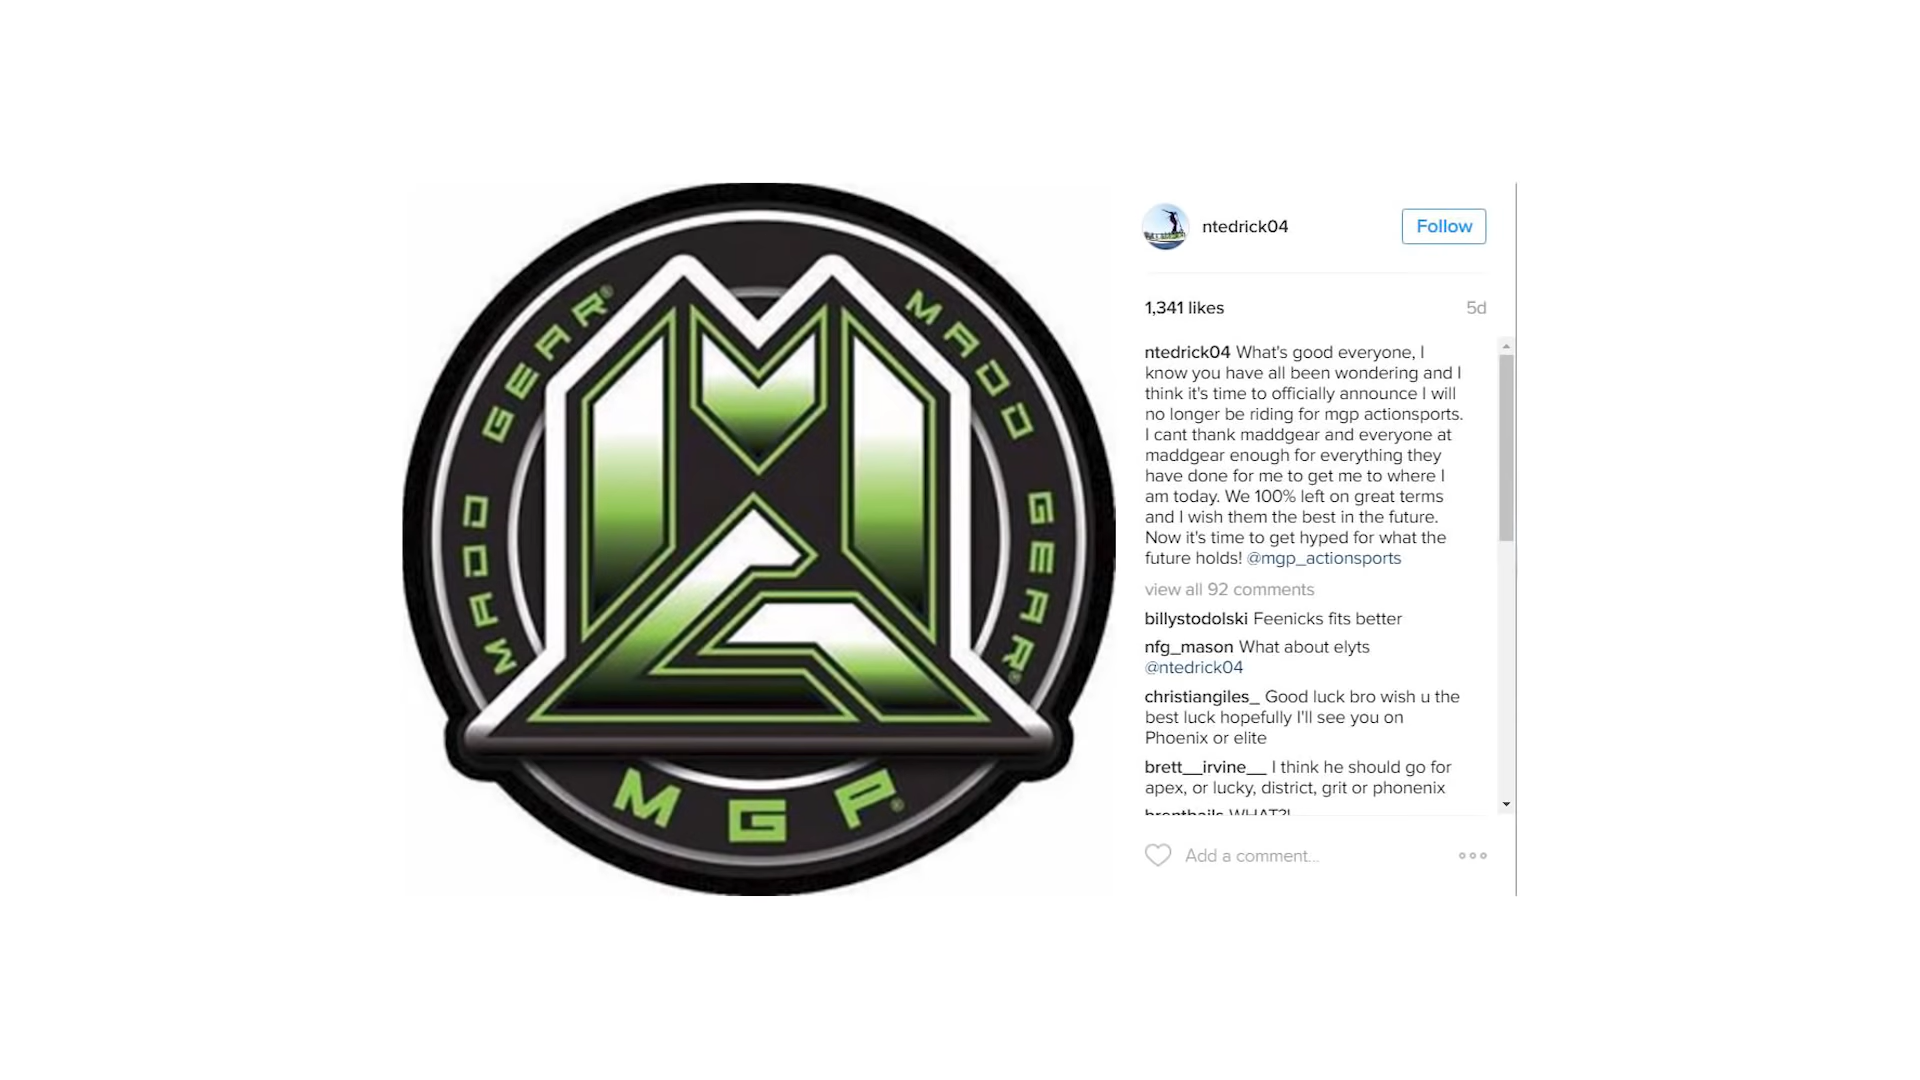 MADD GEAR®
MADD GEAR®
MGP®
ntedrick04
Follow
1,341 likes
5d
ntedrick04 What's good everyone, I
know you have all been wondering and I
think it's time to officially announce I will
no longer be riding for mgp actionsports.
I cant thank maddgear and everyone at
maddgear enough for everything they
have done for me to get me to where I
am today. We 100% left on great terms
and I wish them the best in the future.
Now it's time to get hyped for what the
future holds! @mgp_actionsports
view all 92 comments
billystodolski Feenicks fits better
nfg_mason What about elyts
@ntedrick04
christiangiles_ Good luck bro wish u the
best luck hopefully I'll see you on
Phoenix or elite
brett__irvine__ I think he should go for
apex, or lucky, district, grit or phonenix
WHAT?!
Add a comment...